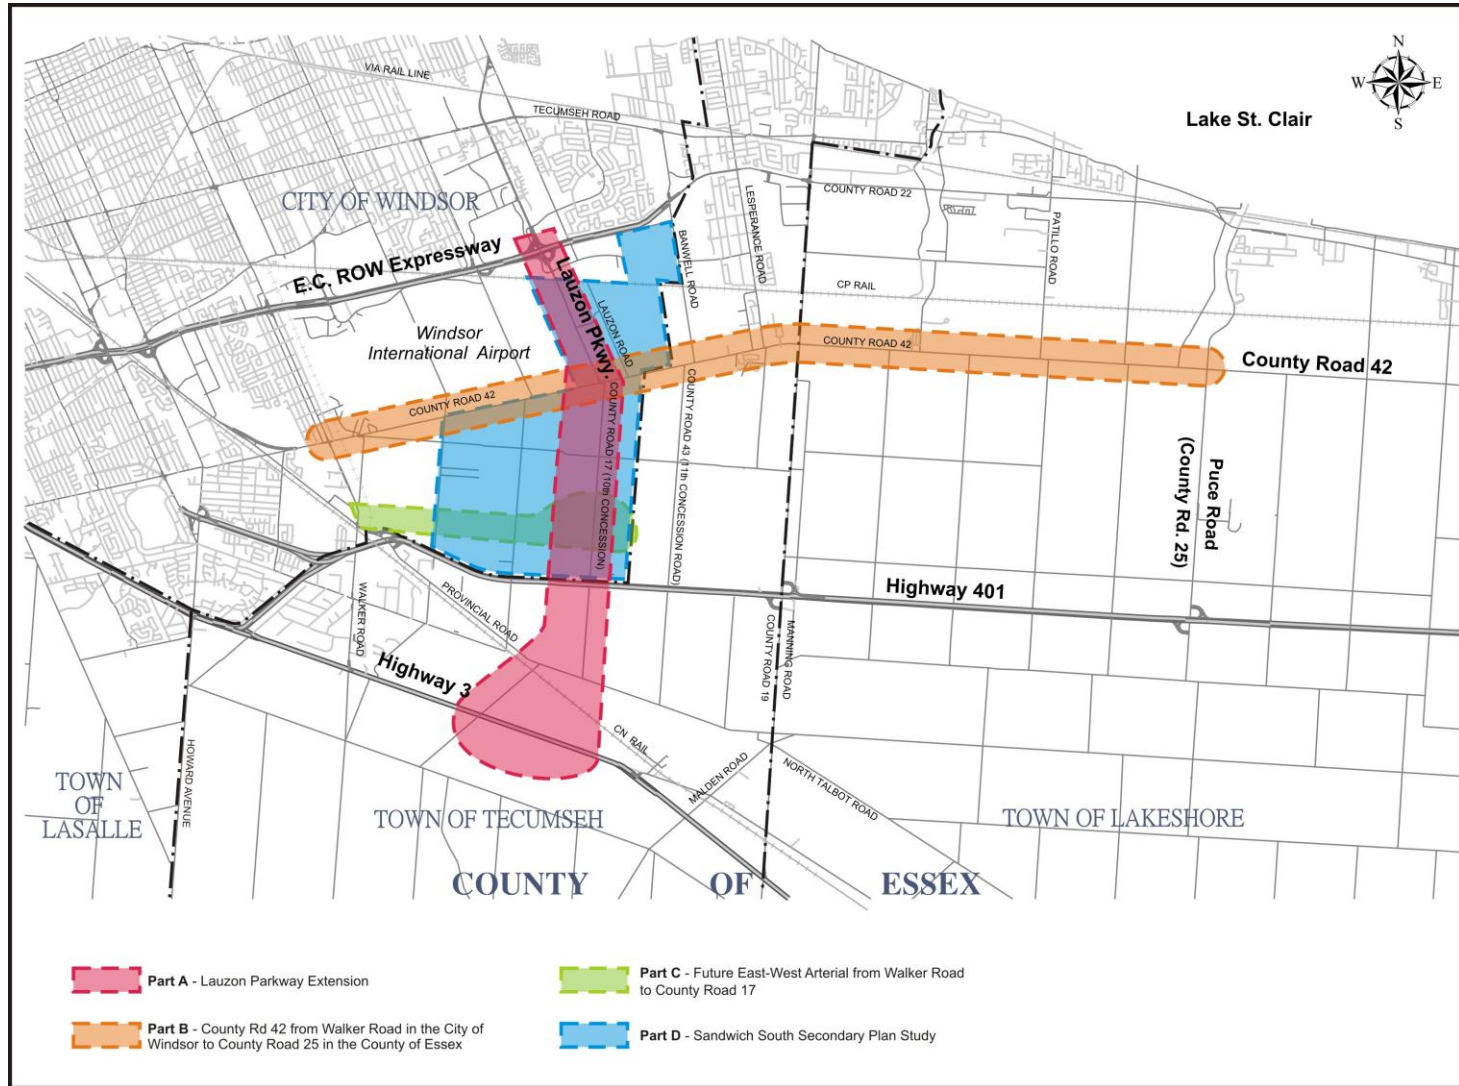 N
W
E
S
Lake St. Clair
VIA RAIL LINE
TECUMSEH ROAD
CITY OF WINDSOR
COUNTY ROAD 22
LESPERANCE ROAD
PATILLO ROAD
BANWELL ROAD
E.C. ROW Expressway
Lauzon Pkwy.
LAUZON ROAD
CP RAIL
Windsor
International Airport
COUNTY ROAD 42
County Road 42
COUNTY ROAD 42
COUNTY ROAD 17 (10th CONCESSION)
COUNTY ROAD 43 (11th CONCESSION ROAD)
Puce Road
(County Rd. 25)
Highway 401
WALKER ROAD
PROVINCIAL ROAD
MANNING ROAD
COUNTY ROAD 19
Highway 3
CN RAIL
MALDEN ROAD
NORTH TALBOT ROAD
HOWARD AVENUE
TOWN
OF
LASALLE
TOWN OF TECUMSEH
TOWN OF LAKESHORE
COUNTY OF ESSEX
Part A - Lauzon Parkway Extension
Part B - County Rd 42 from Walker Road in the City of
Windsor to County Road 25 in the County of Essex
Part C - Future East-West Arterial from Walker Road
to County Road 17
Part D - Sandwich South Secondary Plan Study